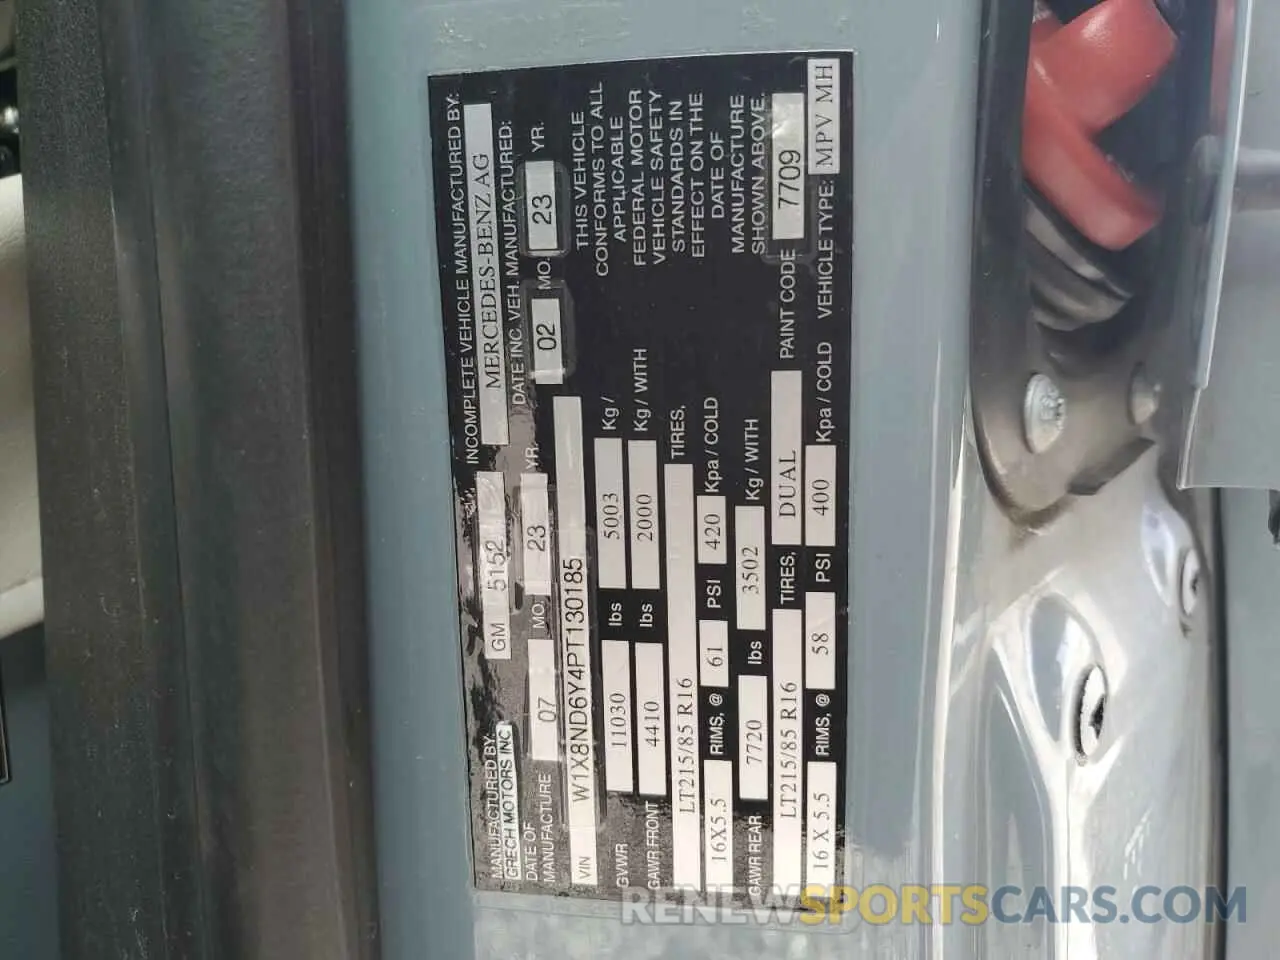 MANUFACTURED BY:
GRECH MOTORS INC
GM 5152
INCOMPLETE VEHICLE MANUFACTURED BY:
MERCEDES-BENZ AG
DATE OF
MANUFACTURE
07 MO. 23 YR.
DATE INC. VEH. MANUFACTURED:
02 MO. 23 YR.
VIN W1X8ND6Y4PT130185
THIS VEHICLE
CONFORMS TO ALL
APPLICABLE
FEDERAL MOTOR
VEHICLE SAFETY
STANDARDS IN
EFFECT ON THE
DATE OF
MANUFACTURE
SHOWN ABOVE.
GVWR 11030 lbs 5003 Kg /
GAWR FRONT 4410 lbs 2000 Kg / WITH
LT215/85 R16 TIRES,
16X5.5 RIMS, @ 61 PSI 420 Kpa / COLD
GAWR REAR 7720 lbs 3502 Kg / WITH
LT215/85 R16 TIRES, DUAL PAINT CODE 7709
16 X 5.5 RIMS, @ 58 PSI 400 Kpa / COLD VEHICLE TYPE: MPV MH
RENEWSPORTSCARS.COM